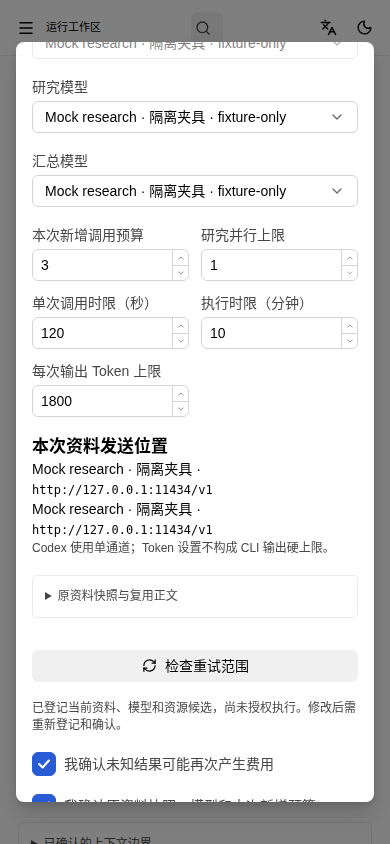 运行工作区
Mock research · 隔离夹具 · fixture-only
研究模型
Mock research · 隔离夹具 · fixture-only
汇总模型
Mock research · 隔离夹具 · fixture-only
本次新增调用预算
研究并行上限
3
1
单次调用时限（秒）
执行时限（分钟）
120
10
每次输出 Token 上限
1800
本次资料发送位置
Mock research · 隔离夹具 ·
http://127.0.0.1:11434/v1
Mock research · 隔离夹具 ·
http://127.0.0.1:11434/v1
Codex 使用单通道；Token 设置不构成 CLI 输出硬上限。
原资料快照与复用正文
检查重试范围
已登记当前资料、模型和资源候选，尚未授权执行。修改后需
重新登记和确认。
我确认未知结果可能再次产生费用
已确认的上下文边界